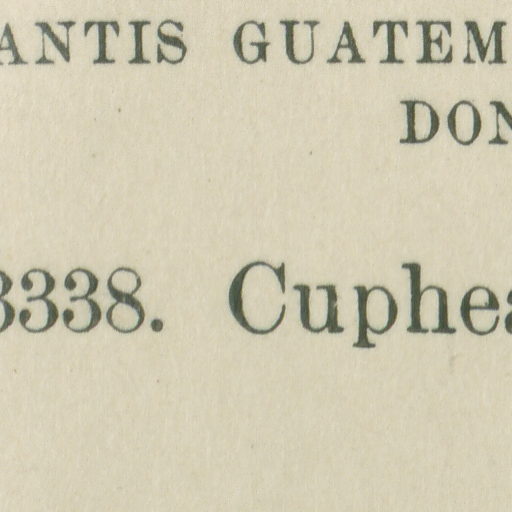 ANTIS GUATEM
DON
3338. Cuphea